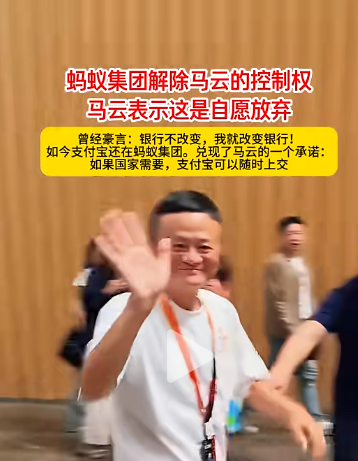 蚂蚁集团解除马云的控制权
马云表示这是自愿放弃
曾经豪言：银行不改变，我就改变银行！
如今支付宝还在蚂蚁集团。兑现了马云的一个承诺：
如果国家需要，支付宝可以随时上交